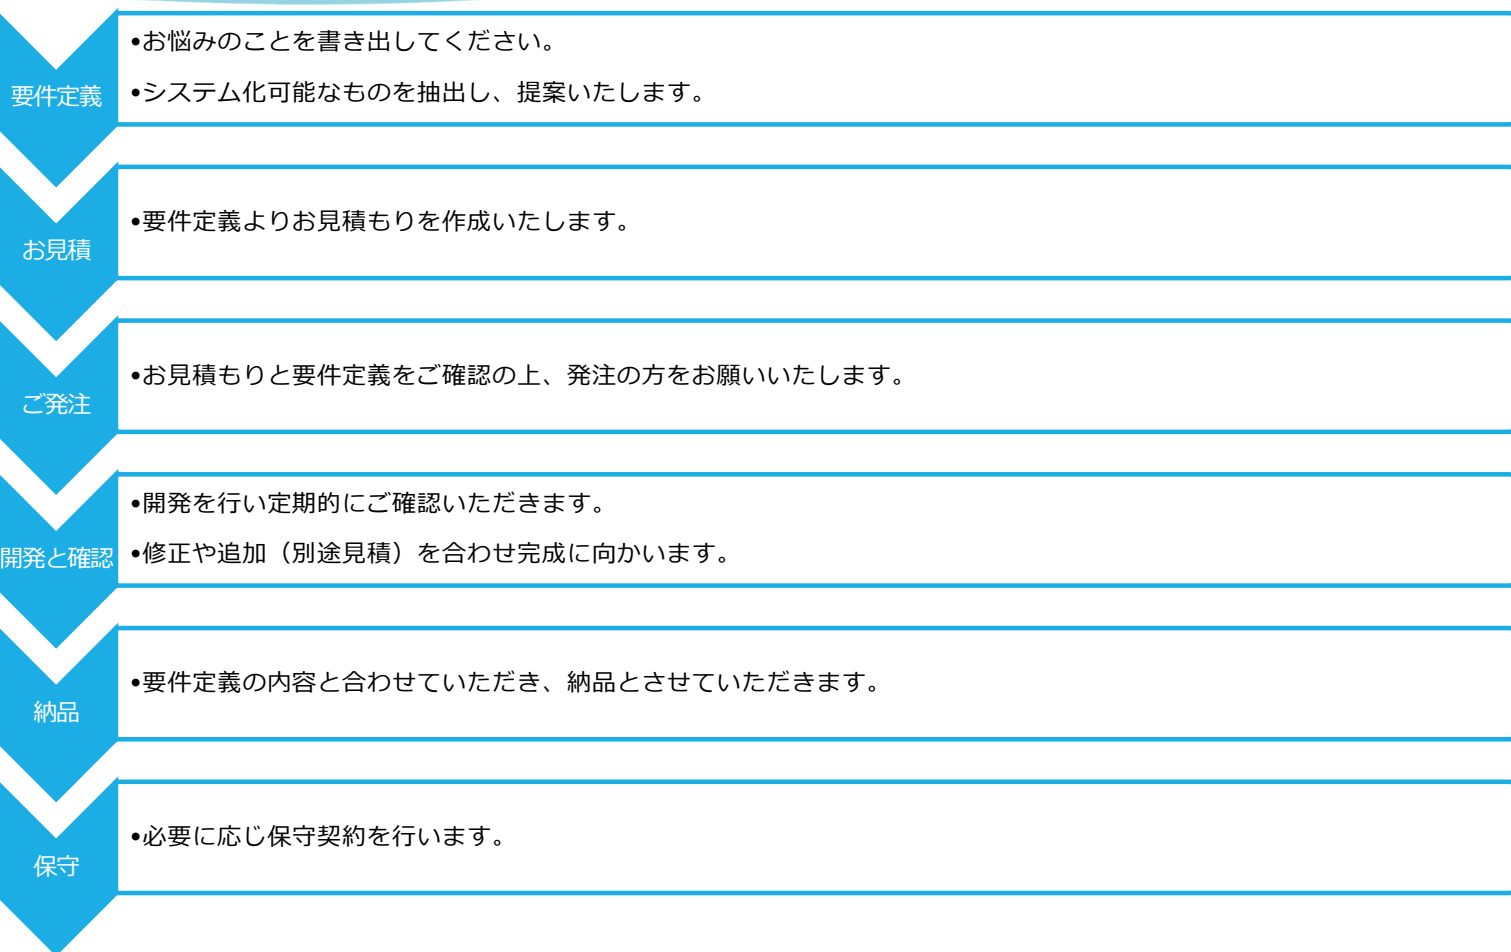 要件定義
•お悩みのことを書き出してください。
•システム化可能なものを抽出し、提案いたします。
お見積
•要件定義よりお見積もりを作成いたします。
ご発注
•お見積もりと要件定義をご確認の上、発注の方をお願いいたします。
開発と確認
•開発を行い定期的にご確認いただきます。
•修正や追加（別途見積）を合わせ完成に向かいます。
納品
•要件定義の内容と合わせていただき、納品とさせていただきます。
保守
•必要に応じ保守契約を行います。